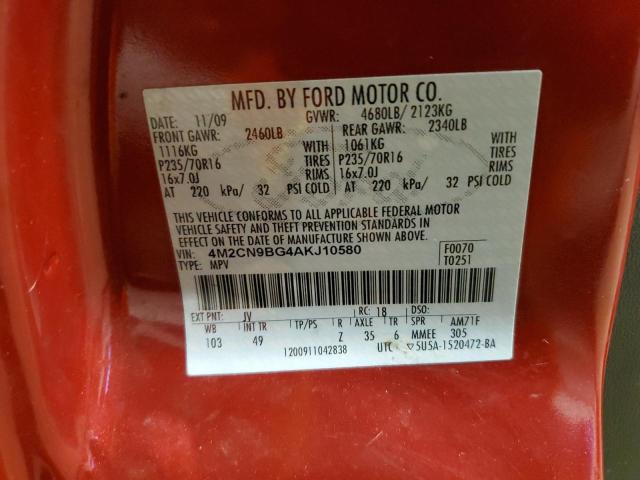 MFD. BY FORD MOTOR CO.
DATE: 11/09 GVWR: 4680LB/ 2123KG
FRONT GAWR: 2460LB REAR GAWR: 2340LB
1116KG WITH 1061KG WITH
P235/70R16 TIRES P235/70R16 TIRES
16x7.0J RIMS 16x7.0J RIMS
AT 220 kPa/ 32 PSI COLD AT 220 kPa/ 32 PSI COLD
THIS VEHICLE CONFORMS TO ALL APPLICABLE FEDERAL MOTOR
VEHICLE SAFETY AND THEFT PREVENTION STANDARDS IN
EFFECT ON THE DATE OF MANUFACTURE SHOWN ABOVE.
VIN: 4M2CN9BG4AKJ10580 F0070
TYPE: MPV T0251
EXT PNT: JV RC: 18 DSO:
WB INT TR TP/PS R AXLE TR SPR AM71F
103 49 Z 35 6 MMEE 305
1200911042838 UTC ▽5U5A-1520472-BA